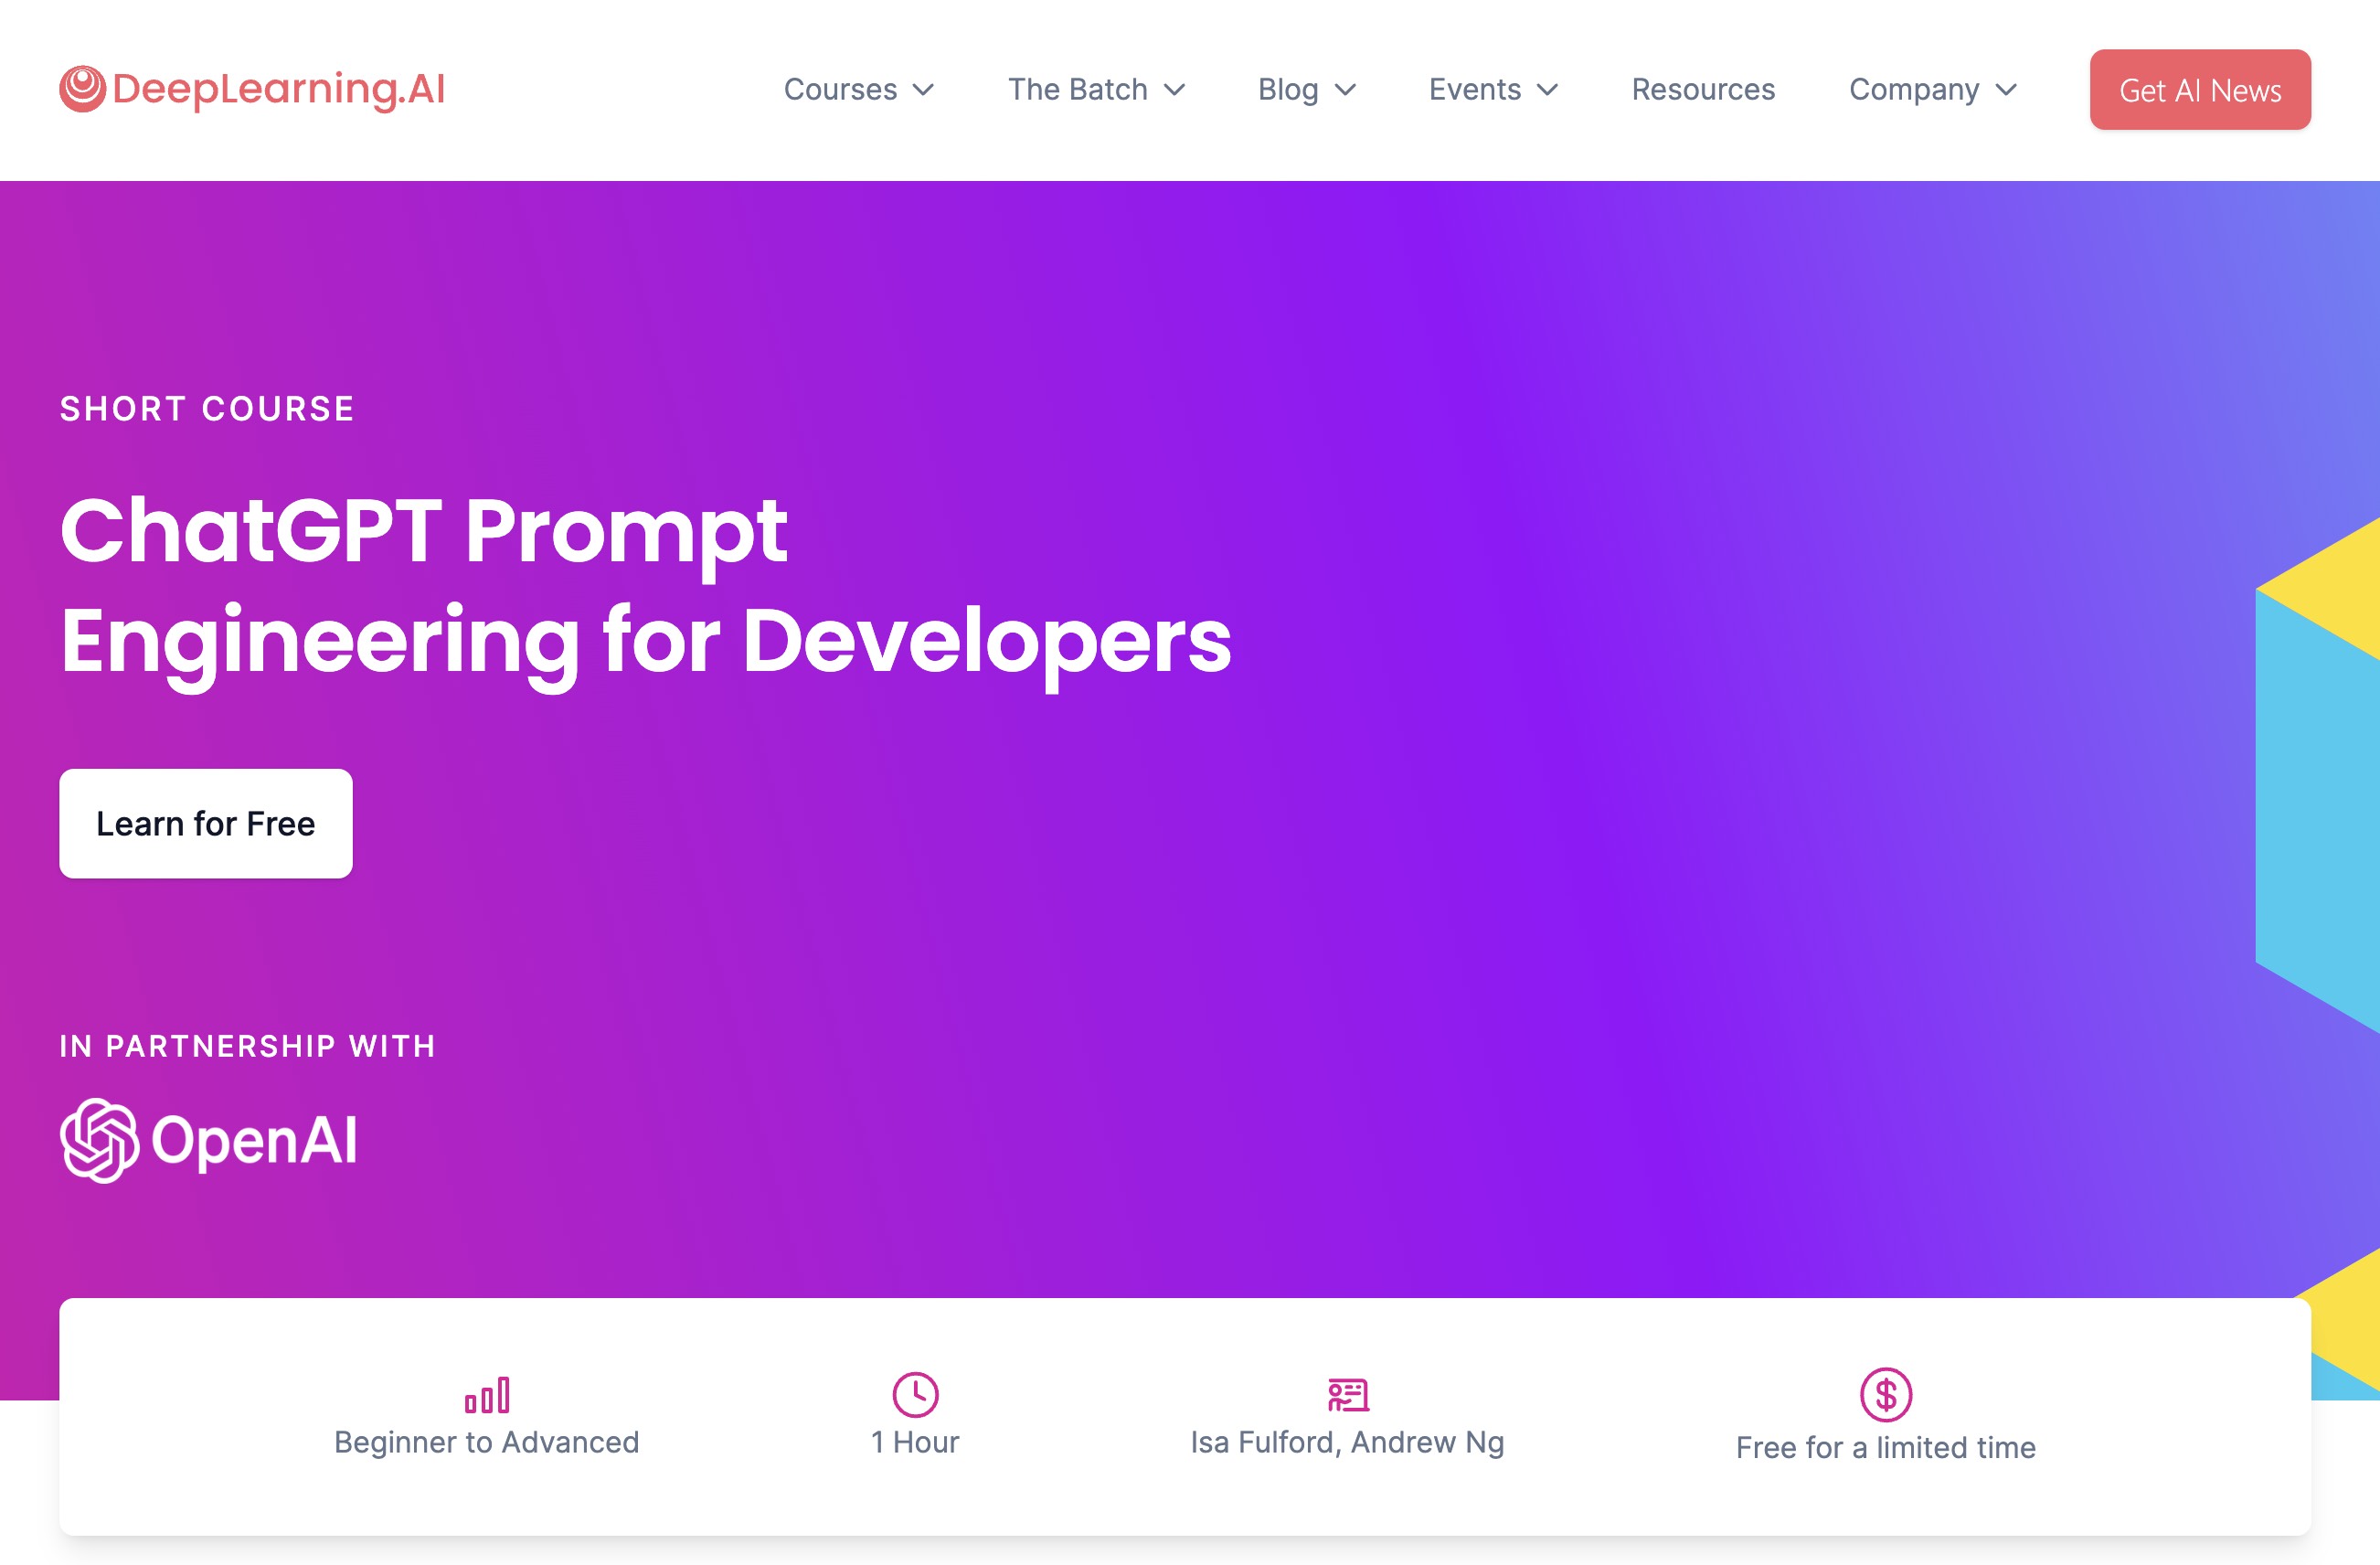 DeepLearning.AI
Courses
The Batch
Blog
Events
Resources
Company
Get AI News
SHORT COURSE
ChatGPT Prompt
Engineering for Developers
Learn for Free
IN PARTNERSHIP WITH
OpenAI
Beginner to Advanced
1 Hour
Isa Fulford, Andrew Ng
Free for a limited time